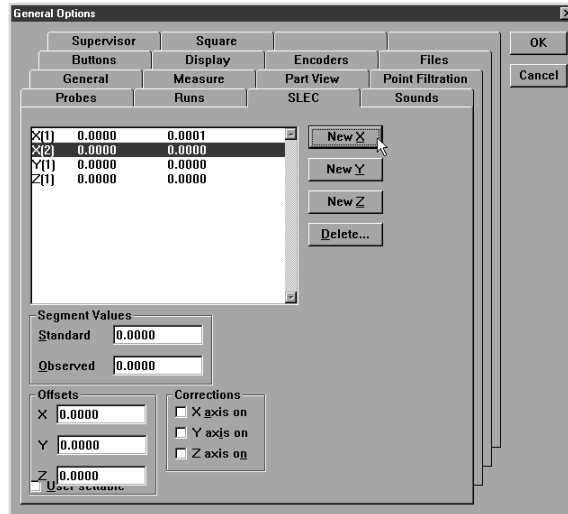 General Options
Supervisor Square
Buttons Display Encoders Files
General Measure Part View Point Filtration
Probes Runs SLEC Sounds
OK
Cancel
X(1) 0.0000 0.0001
X(2) 0.0000 0.0000
Y(1) 0.0000 0.0000
Z(1) 0.0000 0.0000
New X
New Y
New Z
Delete...
Segment Values
Standard 0.0000
Observed 0.0000
Offsets
X 0.0000
Y 0.0000
Z 0.0000
User settable
Corrections
X axis on
Y axis on
Z axis on